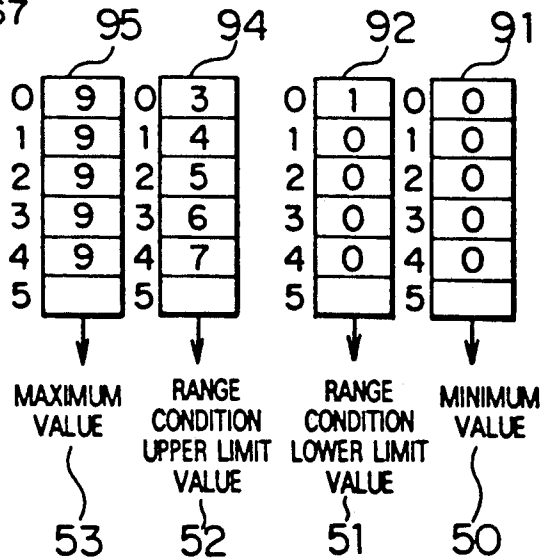 67
95 94 92 91
0 9 0 3 0 1 0 0
1 9 1 4 1 0 1 0
2 9 2 5 2 0 2 0
3 9 3 6 3 0 3 0
4 9 4 7 4 0 4 0
5 5 5 5
MAXIMUM
VALUE
RANGE
CONDITION
UPPER LIMIT
VALUE
RANGE
CONDITION
LOWER LIMIT
VALUE
MINIMUM
VALUE
53 52 51 50